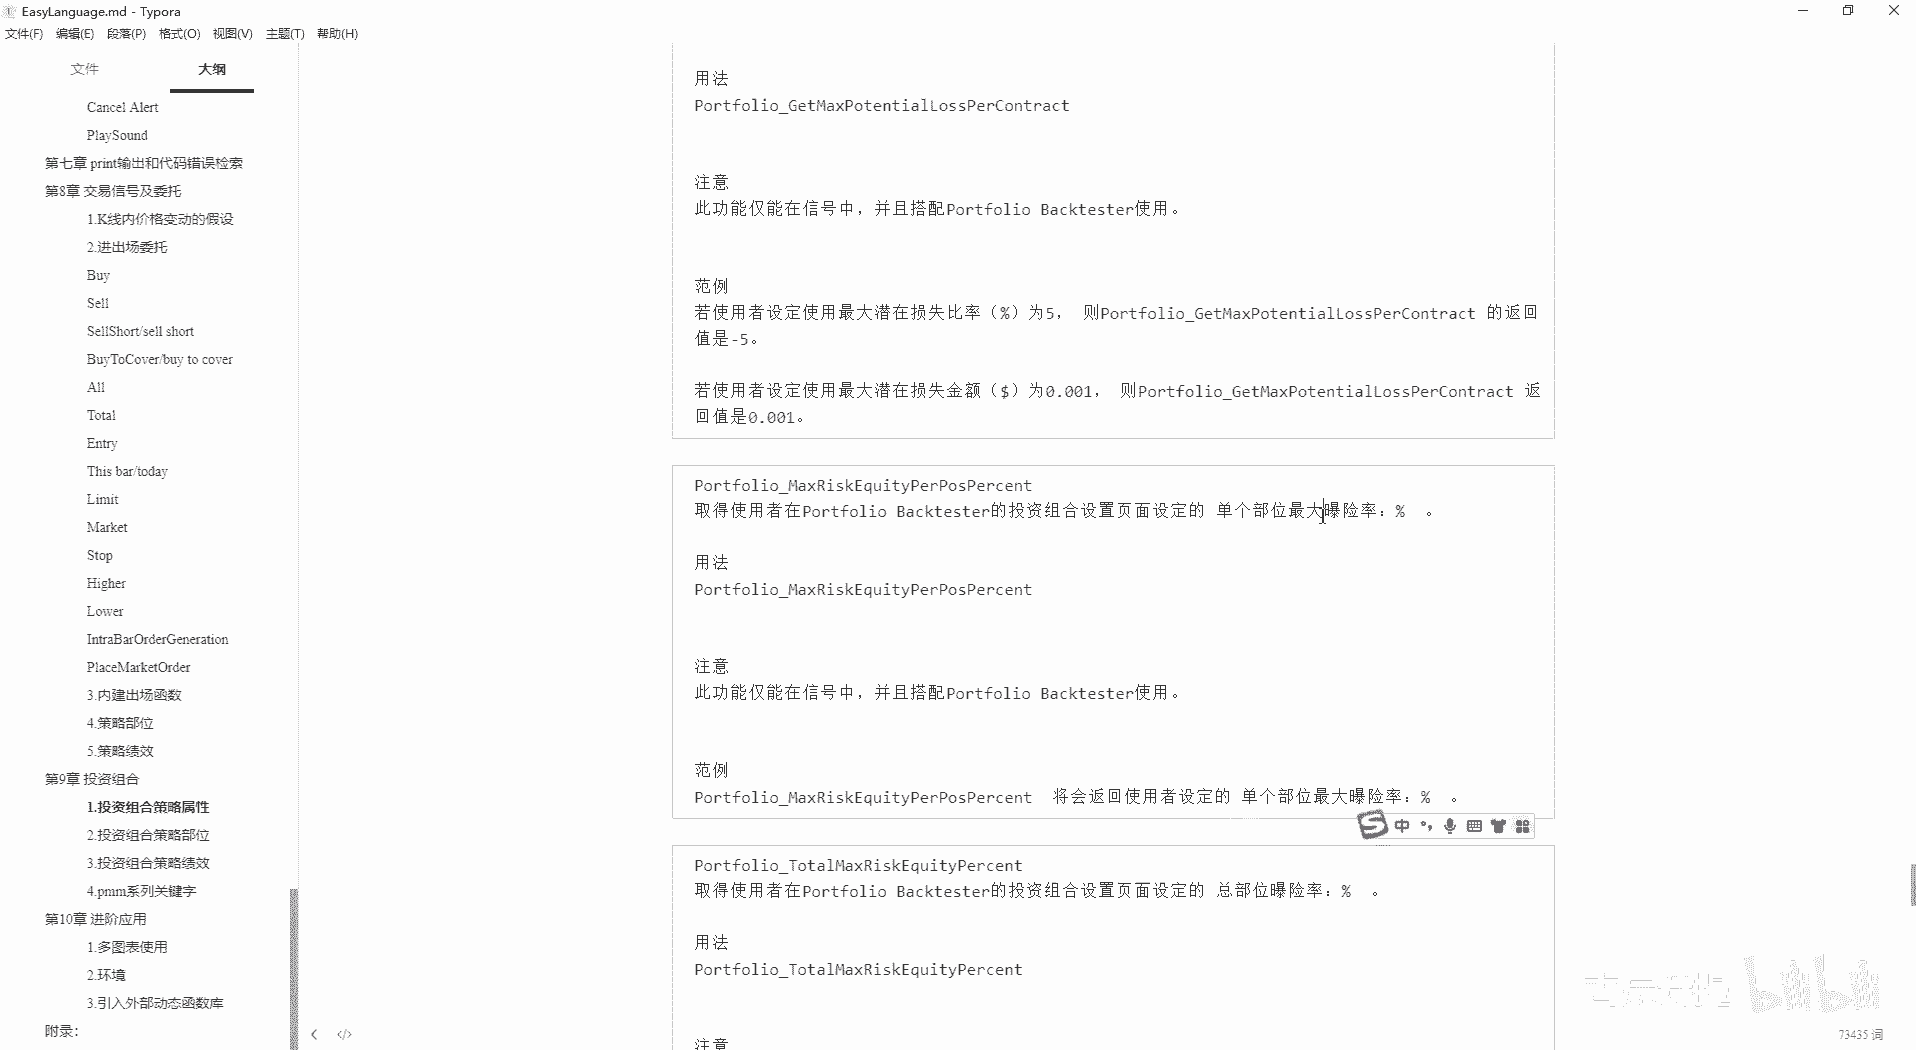 EasyLanguage.md - Typora
文件(F) 编辑(E) 段落(P) 格式(O) 视图(V) 主题(T) 帮助(H)
文件 大纲
Cancel Alert
PlaySound
第七章 print输出和代码错误检索
第8章 交易信号及委托
1.K线内价格变动的假设
2.进出场委托
Buy
Sell
SellShort/sell short
BuyToCover/buy to cover
All
Total
Entry
This bar/today
Limit
Market
Stop
Higher
Lower
IntraBarOrderGeneration
PlaceMarketOrder
3.内建出场函数
4.策略部位
5.策略绩效
第9章 投资组合
1.投资组合策略属性
2.投资组合策略部位
3.投资组合策略绩效
4.pmm系列关键字
第10章 进阶应用
1.多图表使用
2.环境
3.引入外部动态函数库
附录:
用法
Portfolio_GetMaxPotentialLossPerContract
注意
此功能仅能在信号中，并且搭配Portfolio Backtester使用。
范例
若使用者设定使用最大潜在损失比率（%）为5， 则Portfolio_GetMaxPotentialLossPerContract 的返回
值是-5。
若使用者设定使用最大潜在损失金额（$）为0.001， 则Portfolio_GetMaxPotentialLossPerContract 返
回值是0.001。
Portfolio_MaxRiskEquityPerPosPercent
取得使用者在Portfolio Backtester的投资组合设置页面设定的 单个部位最大曝险率：% 。
用法
Portfolio_MaxRiskEquityPerPosPercent
注意
此功能仅能在信号中，并且搭配Portfolio Backtester使用。
范例
Portfolio_MaxRiskEquityPerPosPercent 将会返回使用者设定的 单个部位最大曝险率：% 。
中
Portfolio_TotalMaxRiskEquityPercent
取得使用者在Portfolio Backtester的投资组合设置页面设定的 总部位曝险率：% 。
用法
Portfolio_TotalMaxRiskEquityPercent
注意
bilibili
73435 词